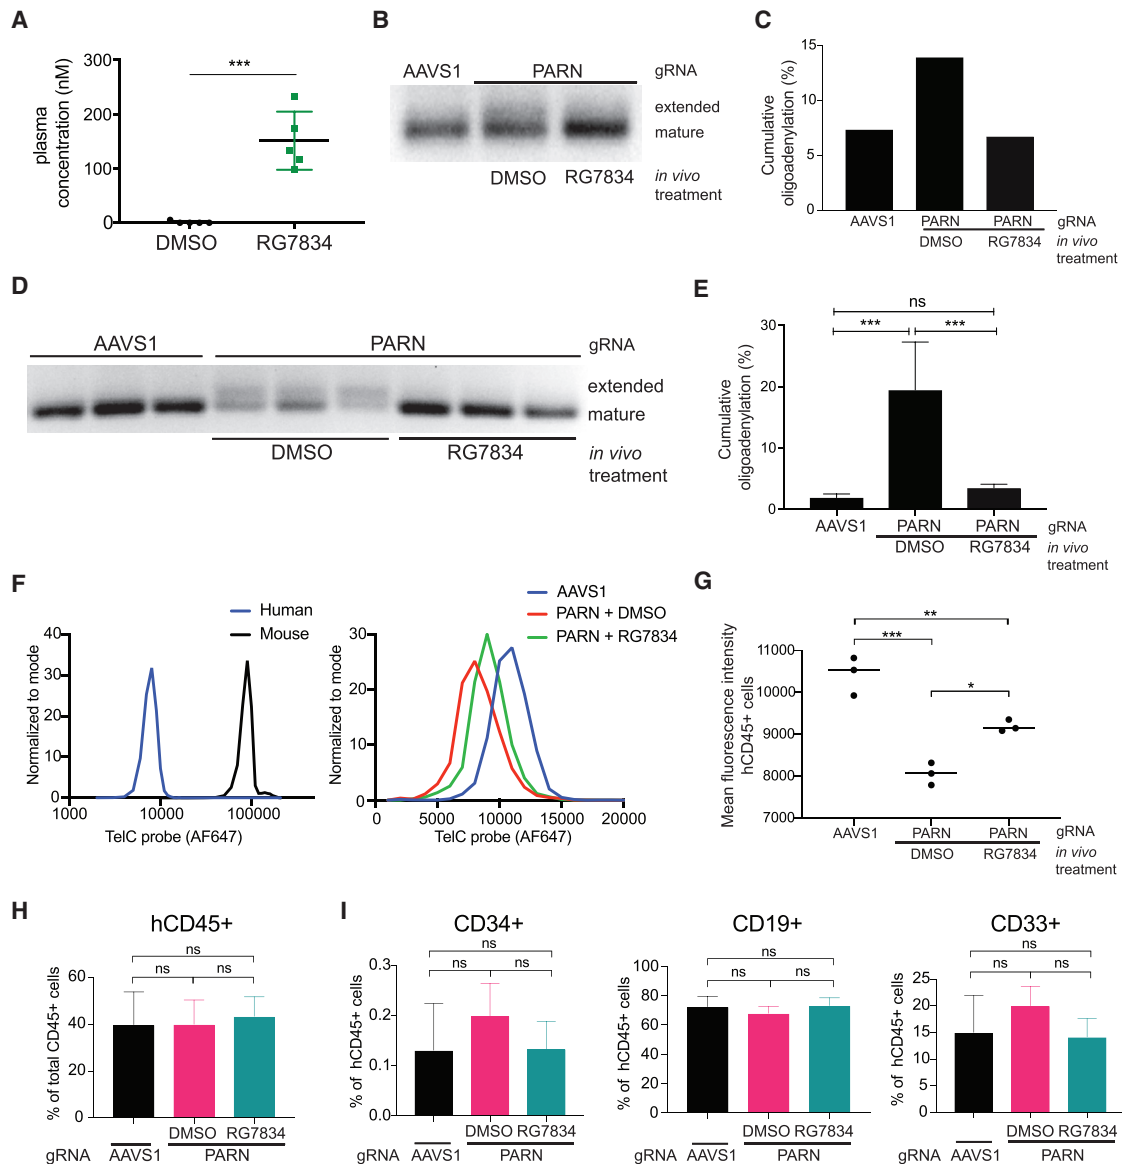 A
plasma
concentration (nM)
300
200
100
0
***
DMSO
RG7834
B
AAVS1
PARN
gRNA
extended
mature
DMSO
RG7834
in vivo
treatment
C
Cumulative
oligoadenylation (%)
15
10
5
0
AAVS1
PARN
PARN
gRNA
DMSO
RG7834
in vivo
treatment
D
AAVS1
PARN
gRNA
extended
mature
DMSO
RG7834
in vivo
treatment
E
Cumulative
oligoadenylation (%)
30
20
10
0
ns
***
***
AAVS1
PARN
PARN
gRNA
DMSO
RG7834
in vivo
treatment
F
Human
Mouse
Normalized to mode
40
30
20
10
0
1000
10000
100000
TelC probe (AF647)
AAVS1
PARN + DMSO
PARN + RG7834
Normalized to mode
30
20
10
0
0
5000
10000
15000
20000
TelC probe (AF647)
G
Mean fluorescence intensity
hCD45+ cells
11000
10000
9000
8000
7000
**
***
*
AAVS1
PARN
PARN
gRNA
DMSO
RG7834
in vivo
treatment
H
hCD45+
% of total CD45+ cells
60
40
20
0
ns
ns
ns
DMSO RG7834
gRNA AAVS1 PARN
I
CD34+
% of hCD45+ cells
0.3
0.2
0.1
0.0
ns
ns
ns
DMSO RG7834
gRNA AAVS1 PARN
CD19+
% of hCD45+ cells
100
80
60
40
20
0
ns
ns
ns
DMSO RG7834
gRNA AAVS1 PARN
CD33+
% of hCD45+ cells
25
20
15
10
5
0
ns
ns
ns
DMSO RG7834
gRNA AAVS1 PARN